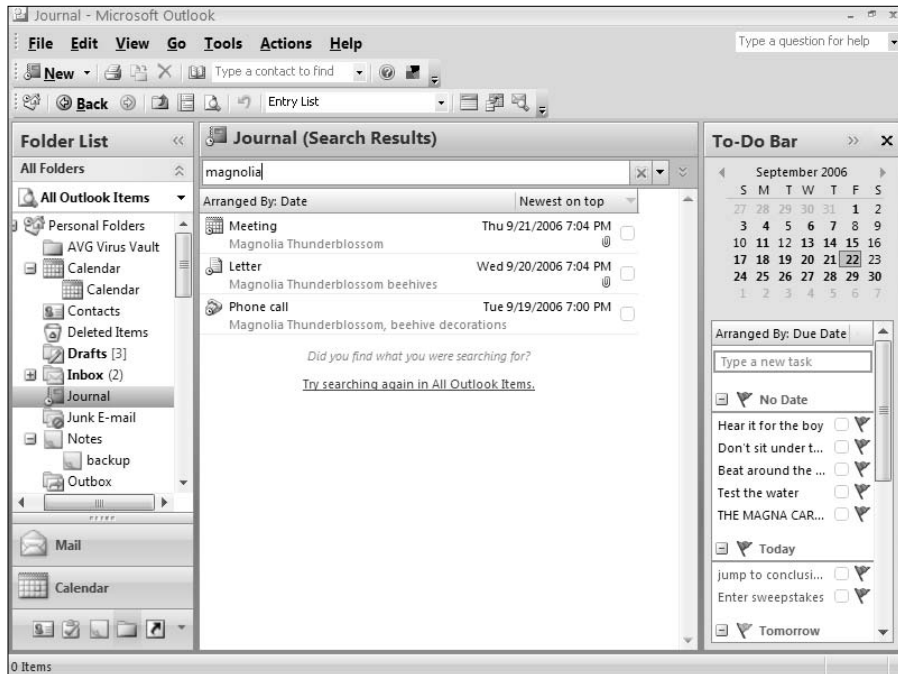 Journal - Microsoft Outlook
File Edit View Go Tools Actions Help
Type a question for help
New
Type a contact to find
Back
Entry List
Folder List
All Folders
All Outlook Items
Personal Folders
AVG Virus Vault
Calendar
Calendar
Contacts
Deleted Items
Drafts [3]
Inbox (2)
Journal
Junk E-mail
Notes
backup
Outbox
Mail
Calendar
Journal (Search Results)
magnolia
Arranged By: Date Newest on top
Meeting Thu 9/21/2006 7:04 PM
Magnolia Thunderblossom
Letter Wed 9/20/2006 7:04 PM
Magnolia Thunderblossom beehives
Phone call Tue 9/19/2006 7:00 PM
Magnolia Thunderblossom, beehive decorations
Did you find what you were searching for?
Try searching again in All Outlook Items.
To-Do Bar
September 2006
S M T W T F S
27 28 29 30 31 1 2
3 4 5 6 7 8 9
10 11 12 13 14 15 16
17 18 19 20 21 22 23
24 25 26 27 28 29 30
1 2 3 4 5 6 7
Arranged By: Due Date
Type a new task
No Date
Hear it for the boy
Don't sit under t...
Beat around the ...
Test the water
THE MAGNA CAR...
Today
jump to conclusi...
Enter sweepstakes
Tomorrow
0 Items